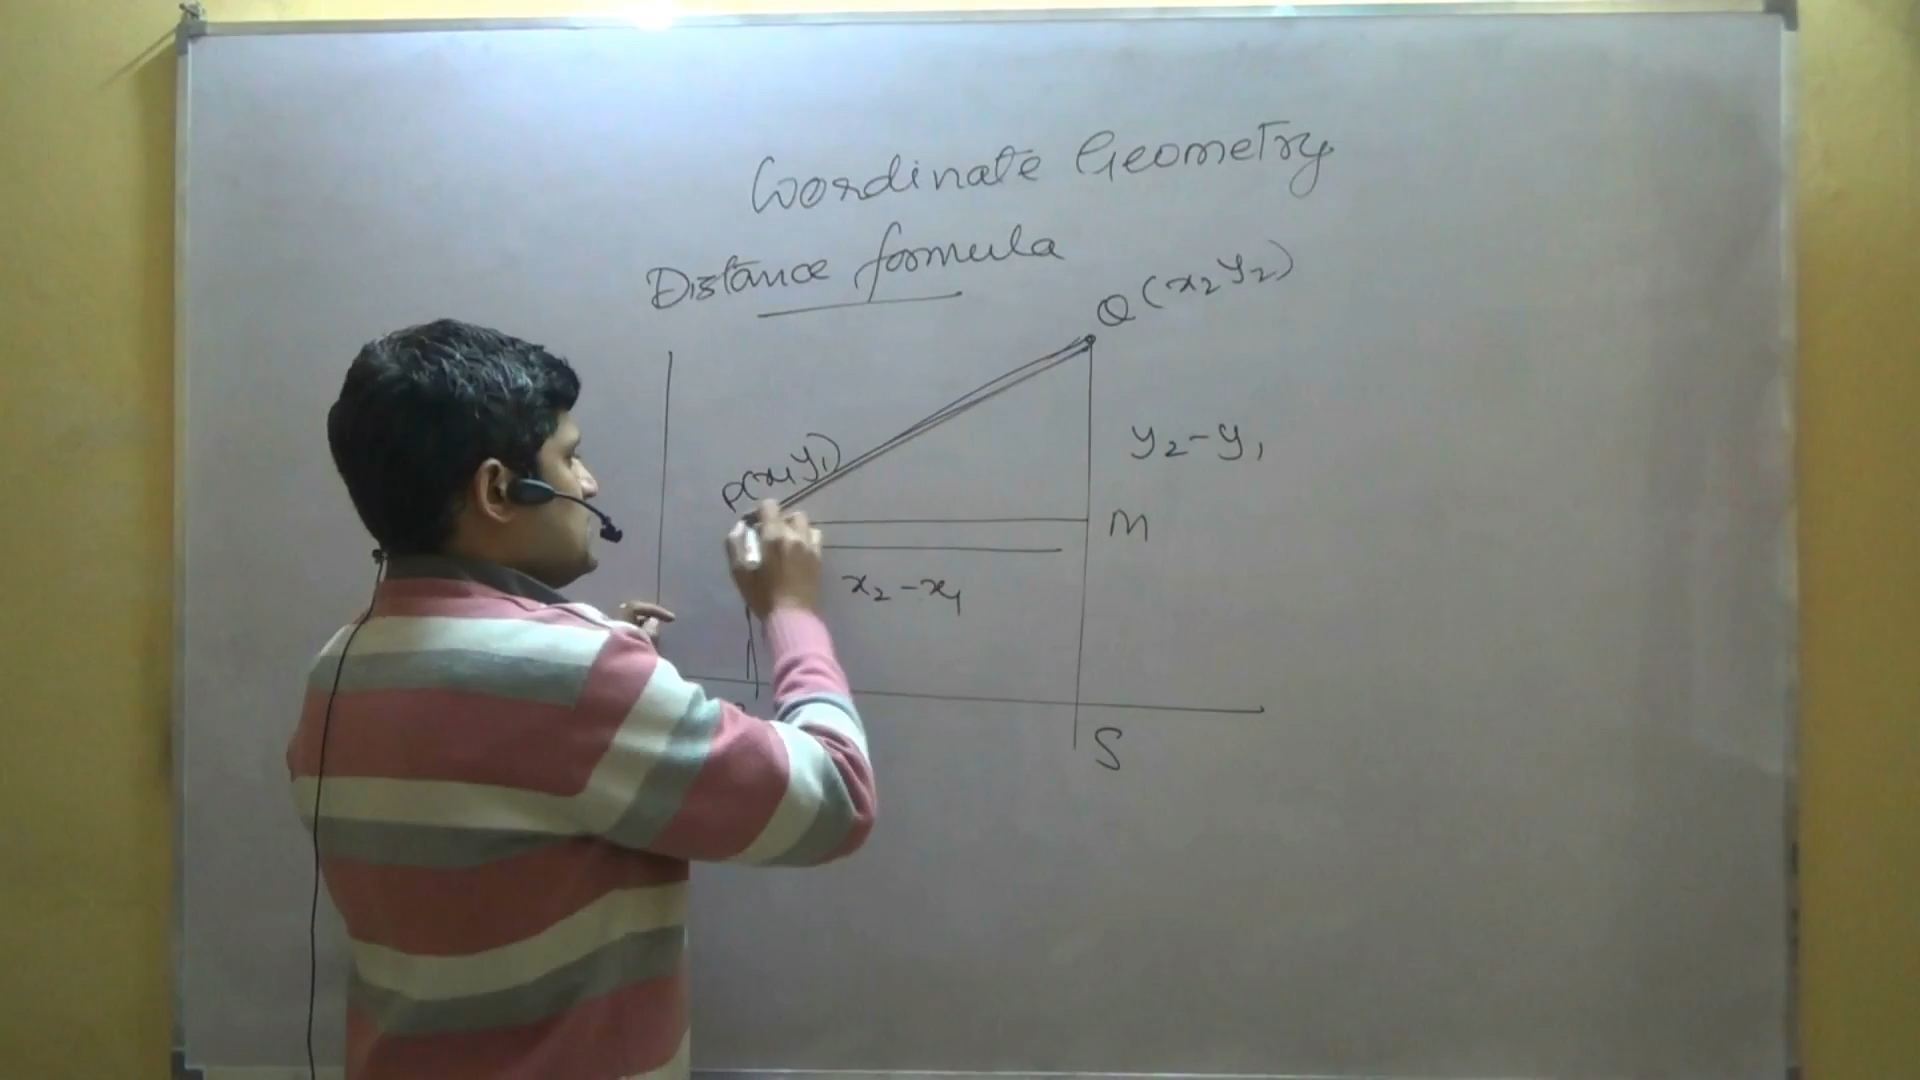 Coordinate Geometry
Distance formula
Q (x₂ y₂)
y₂-y₁
P(x₁ y₁)
M
x₂-x₁
S